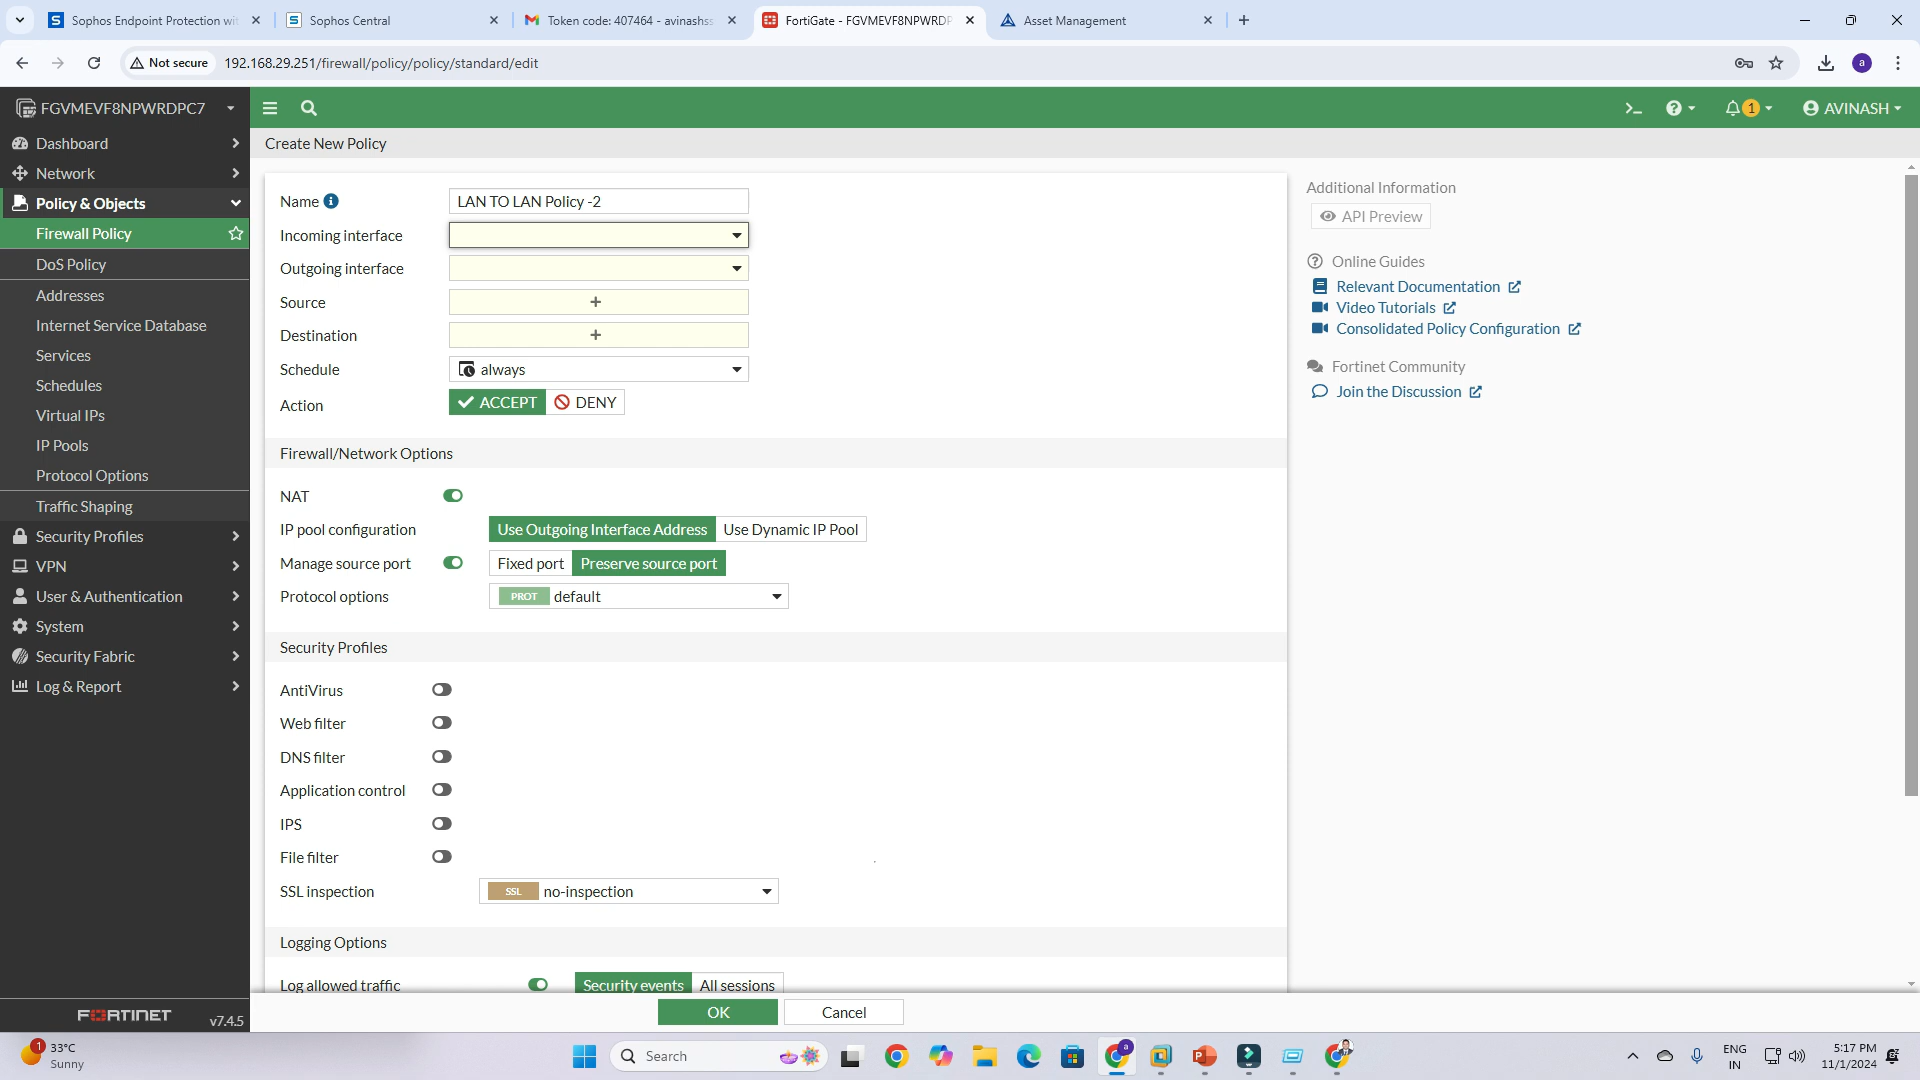 Sophos Endpoint Protection wit
Sophos Central
Token code: 407464 - avinashss
FortiGate - FGVMEVF8NPWRDP
Asset Management
Not secure
192.168.29.251/firewall/policy/policy/standard/edit
a
FGVMEVF8NPWRDPC7
1
AVINASH
Dashboard
Network
Policy & Objects
Firewall Policy
DoS Policy
Addresses
Internet Service Database
Services
Schedules
Virtual IPs
IP Pools
Protocol Options
Traffic Shaping
Security Profiles
VPN
User & Authentication
System
Security Fabric
Log & Report
FORTINET
v7.4.5
Create New Policy
Name
LAN TO LAN Policy -2
Incoming interface
Outgoing interface
Source
+
Destination
+
Schedule
always
Action
ACCEPT DENY
Firewall/Network Options
NAT
IP pool configuration
Use Outgoing Interface Address Use Dynamic IP Pool
Manage source port
Fixed port Preserve source port
Protocol options
PROT default
Security Profiles
AntiVirus
Web filter
DNS filter
Application control
IPS
File filter
SSL inspection
SSL no-inspection
Logging Options
Log allowed traffic
Security events All sessions
OK
Cancel
Additional Information
API Preview
Online Guides
Relevant Documentation
Video Tutorials
Consolidated Policy Configuration
Fortinet Community
Join the Discussion
1
33°C
Sunny
Search
a
ENG
IN
5:17 PM
11/1/2024